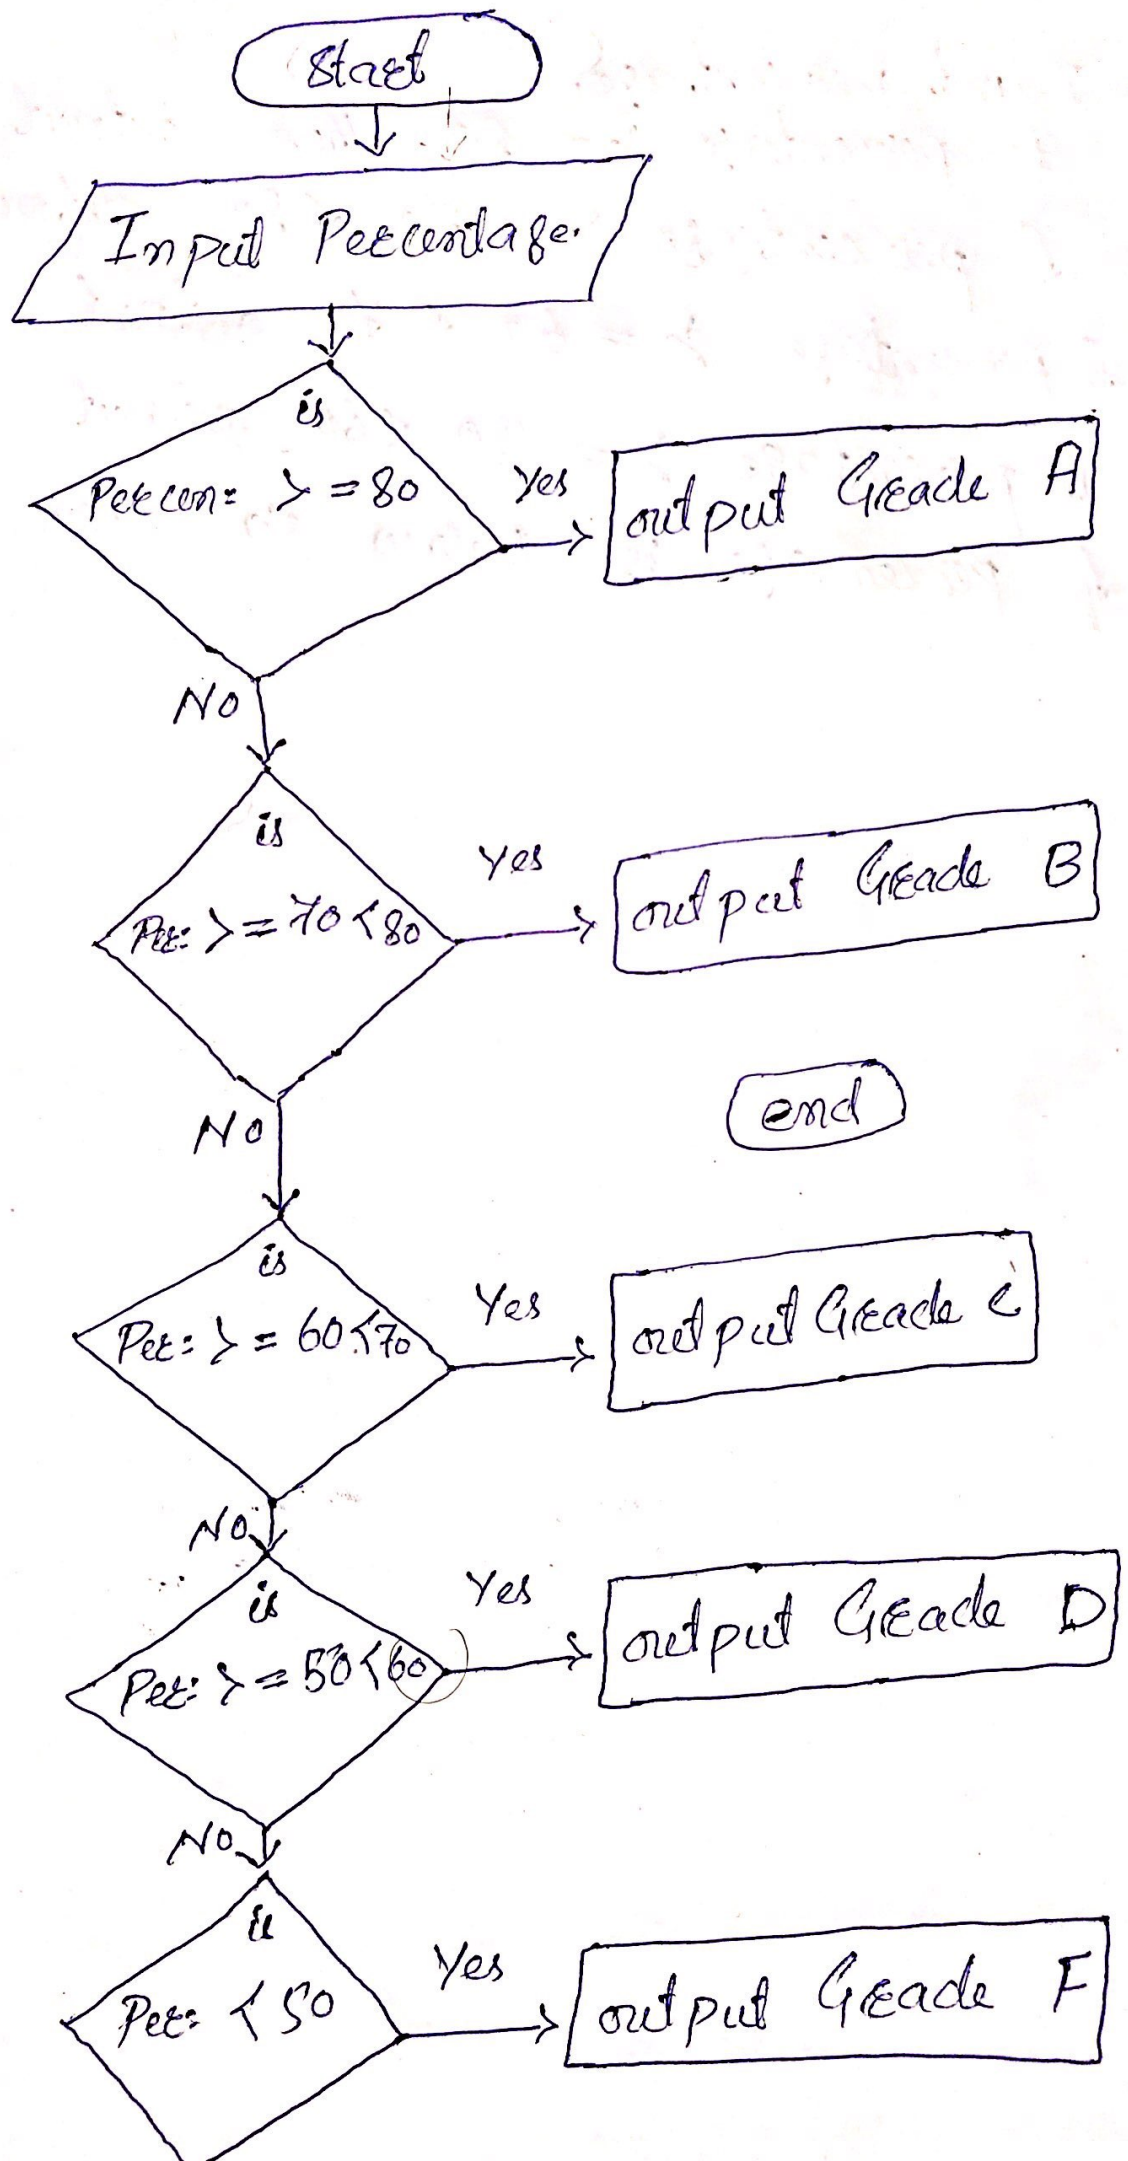 Start
Input Percentage.
is
Percen: > = 80
Yes
output Grade A
NO
is
Per: > = 70 < 80
Yes
output Grade B
NO
end
is
Per: > = 60 < 70
Yes
output Grade C
NO
is
Per: > = 50 < 60
Yes
output Grade D
NO
is
Per: < 50
Yes
output Grade F